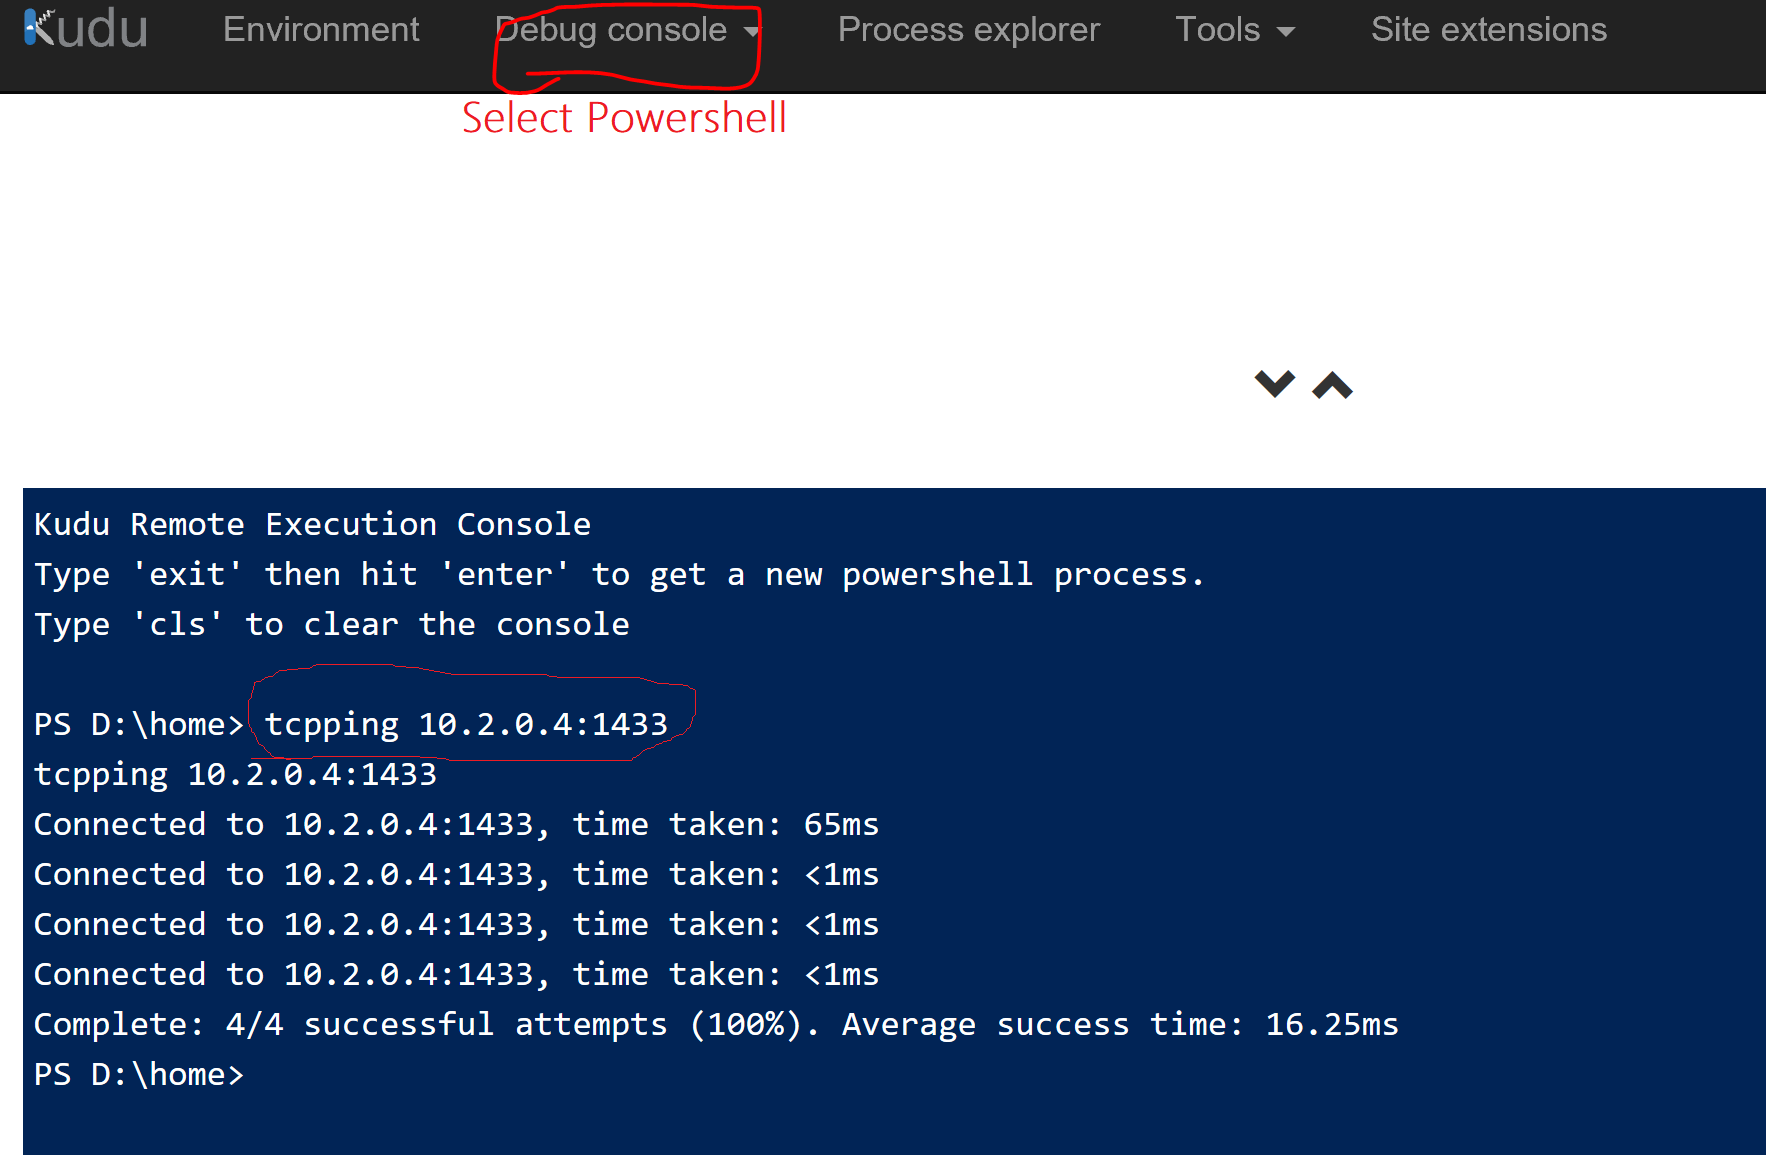 Kudu Environment Debug console Process explorer Tools Site extensions
Select Powershell
Kudu Remote Execution Console
Type 'exit' then hit 'enter' to get a new powershell process.
Type 'cls' to clear the console
PS D:\home> tcpping 10.2.0.4:1433
tcpping 10.2.0.4:1433
Connected to 10.2.0.4:1433, time taken: 65ms
Connected to 10.2.0.4:1433, time taken: <1ms
Connected to 10.2.0.4:1433, time taken: <1ms
Connected to 10.2.0.4:1433, time taken: <1ms
Complete: 4/4 successful attempts (100%). Average success time: 16.25ms
PS D:\home>